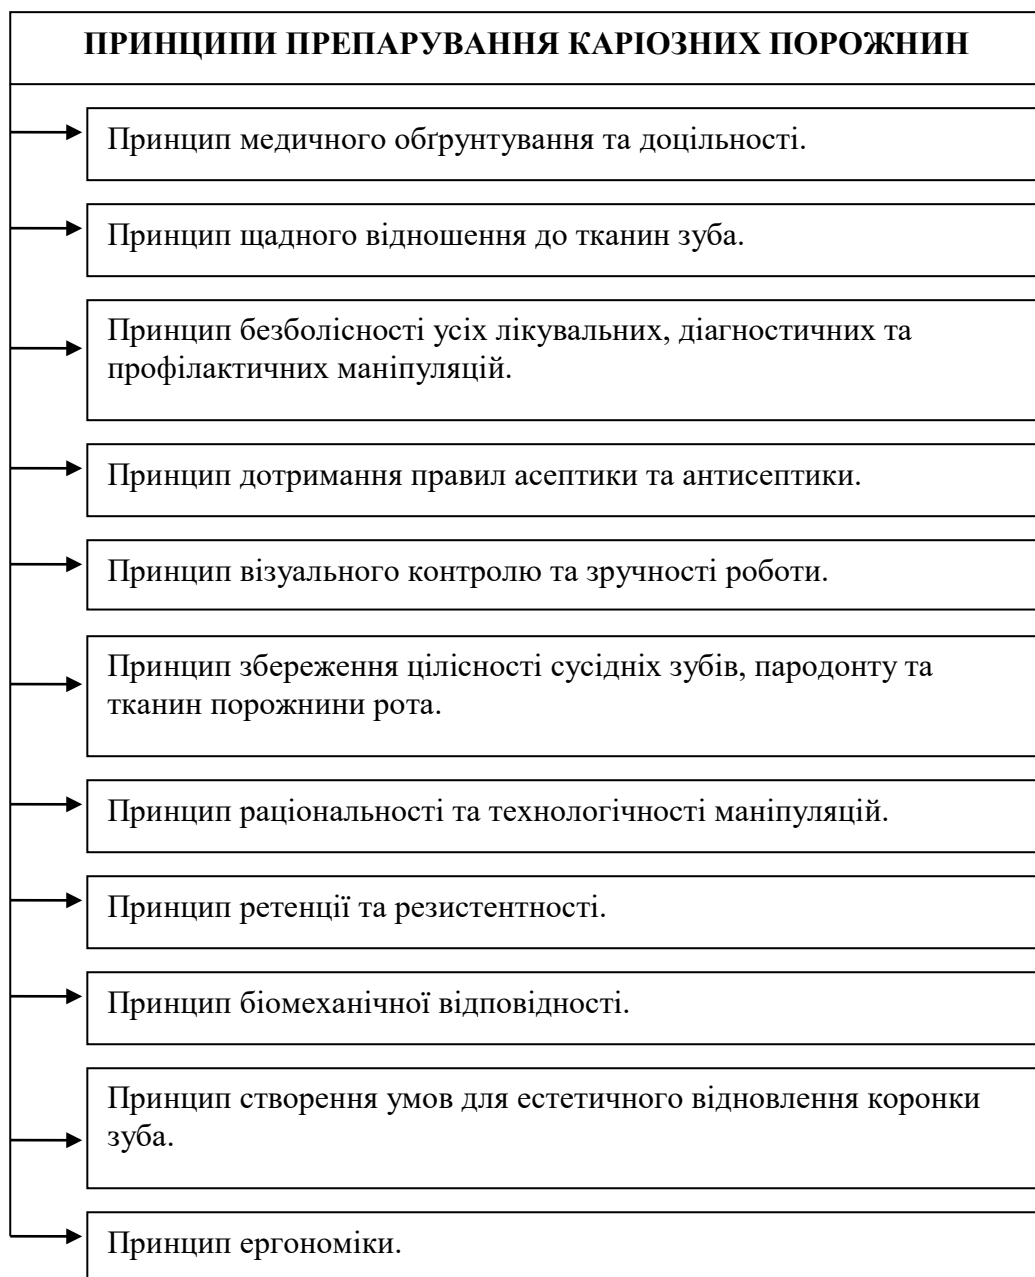 ПРИНЦИПИ ПРЕПАРУВАННЯ КАРІОЗНИХ ПОРОЖНИН
Принцип медичного обґрунтування та доцільності.
Принцип щадного відношення до тканин зуба.
Принцип безболісності усіх лікувальних, діагностичних та
профілактичних маніпуляцій.
Принцип дотримання правил асептики та антисептики.
Принцип візуального контролю та зручності роботи.
Принцип збереження цілісності сусідніх зубів, пародонту та
тканин порожнини рота.
Принцип раціональності та технологічності маніпуляцій.
Принцип ретенції та резистентності.
Принцип біомеханічної відповідності.
Принцип створення умов для естетичного відновлення коронки
зуба.
Принцип ергономіки.